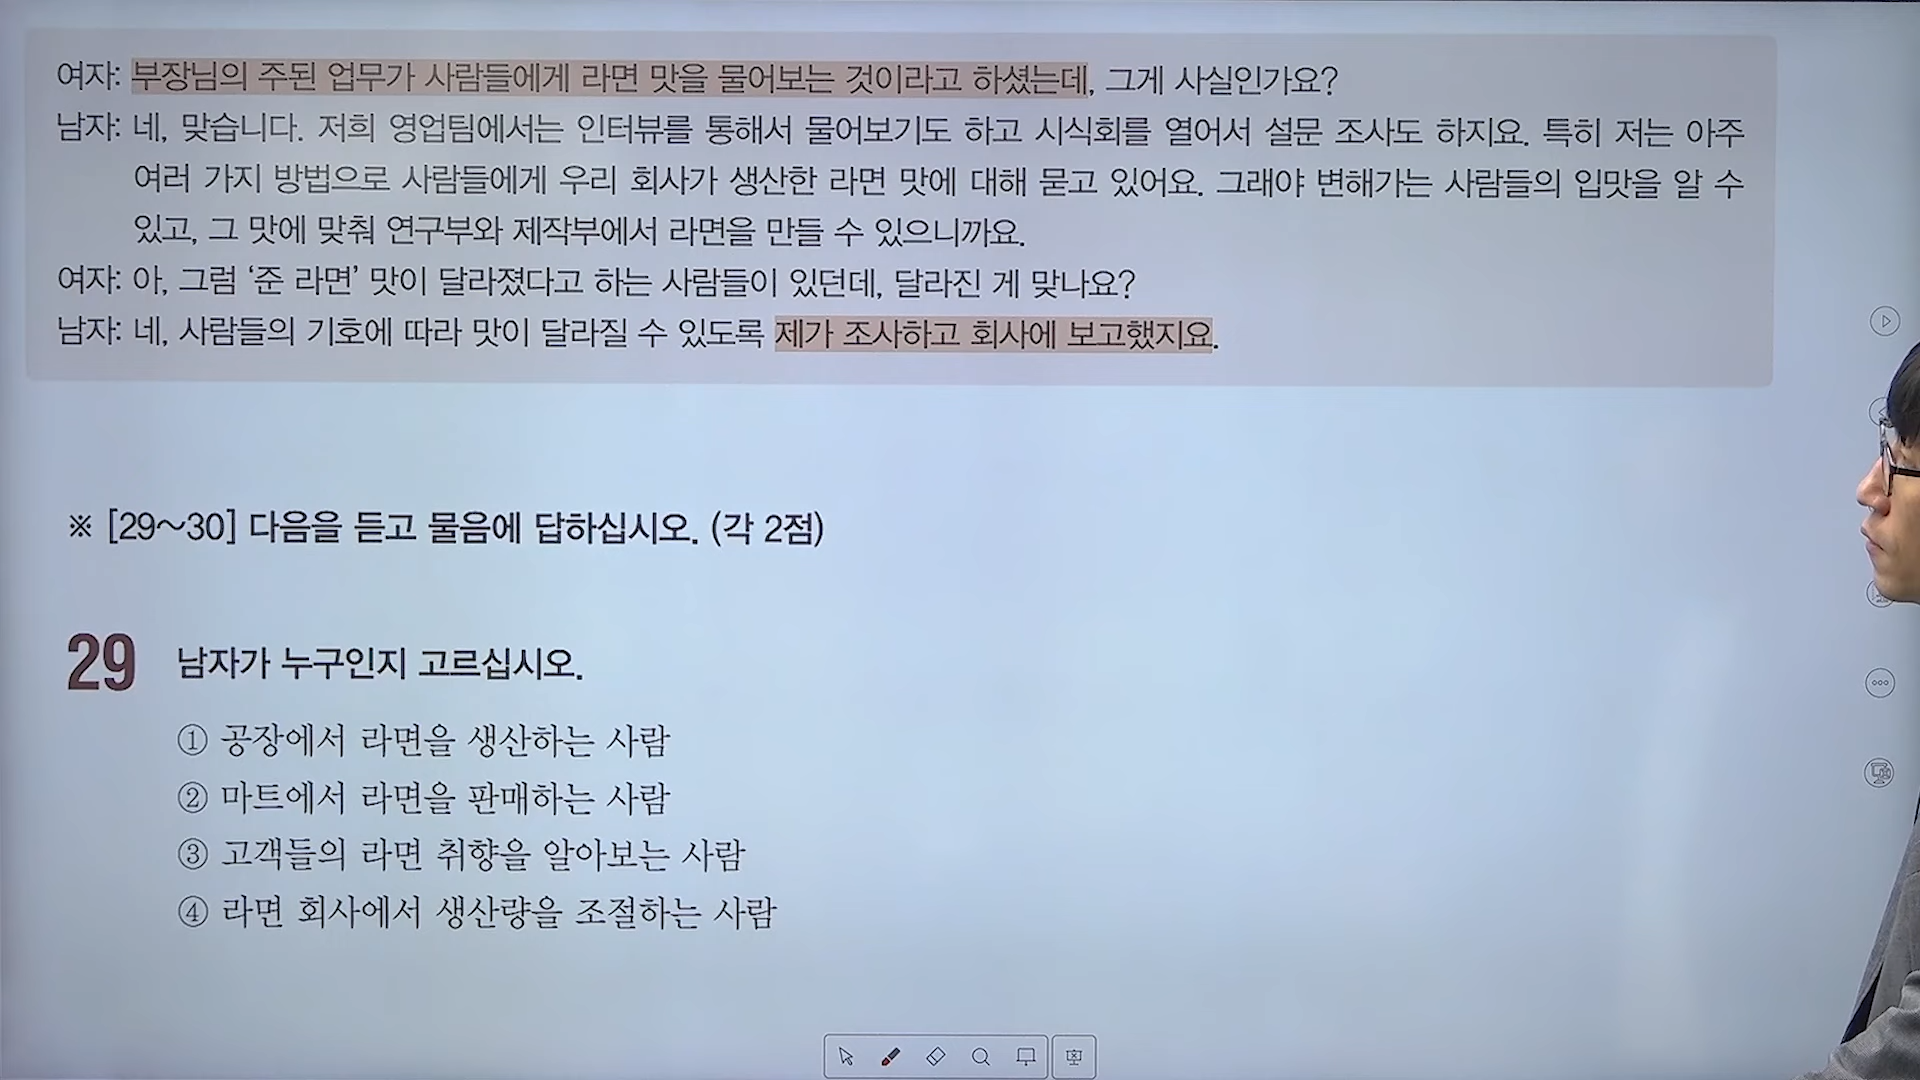 여자: 부장님의 주된 업무가 사람들에게 라면 맛을 물어보는 것이라고 하셨는데, 그게 사실인가요?
남자: 네, 맞습니다. 저희 영업팀에서는 인터뷰를 통해서 물어보기도 하고 시식회를 열어서 설문 조사도 하지요. 특히 저는 아주
여러 가지 방법으로 사람들에게 우리 회사가 생산한 라면 맛에 대해 묻고 있어요. 그래야 변해가는 사람들의 입맛을 알 수
있고, 그 맛에 맞춰 연구부와 제작부에서 라면을 만들 수 있으니까요.
여자: 아, 그럼 ‘준 라면’ 맛이 달라졌다고 하는 사람들이 있던데, 달라진 게 맞나요?
남자: 네, 사람들의 기호에 따라 맛이 달라질 수 있도록 제가 조사하고 회사에 보고했지요.
※ [29~30] 다음을 듣고 물음에 답하십시오. (각 2점)
29 남자가 누구인지 고르십시오.
① 공장에서 라면을 생산하는 사람
② 마트에서 라면을 판매하는 사람
③ 고객들의 라면 취향을 알아보는 사람
④ 라면 회사에서 생산량을 조절하는 사람